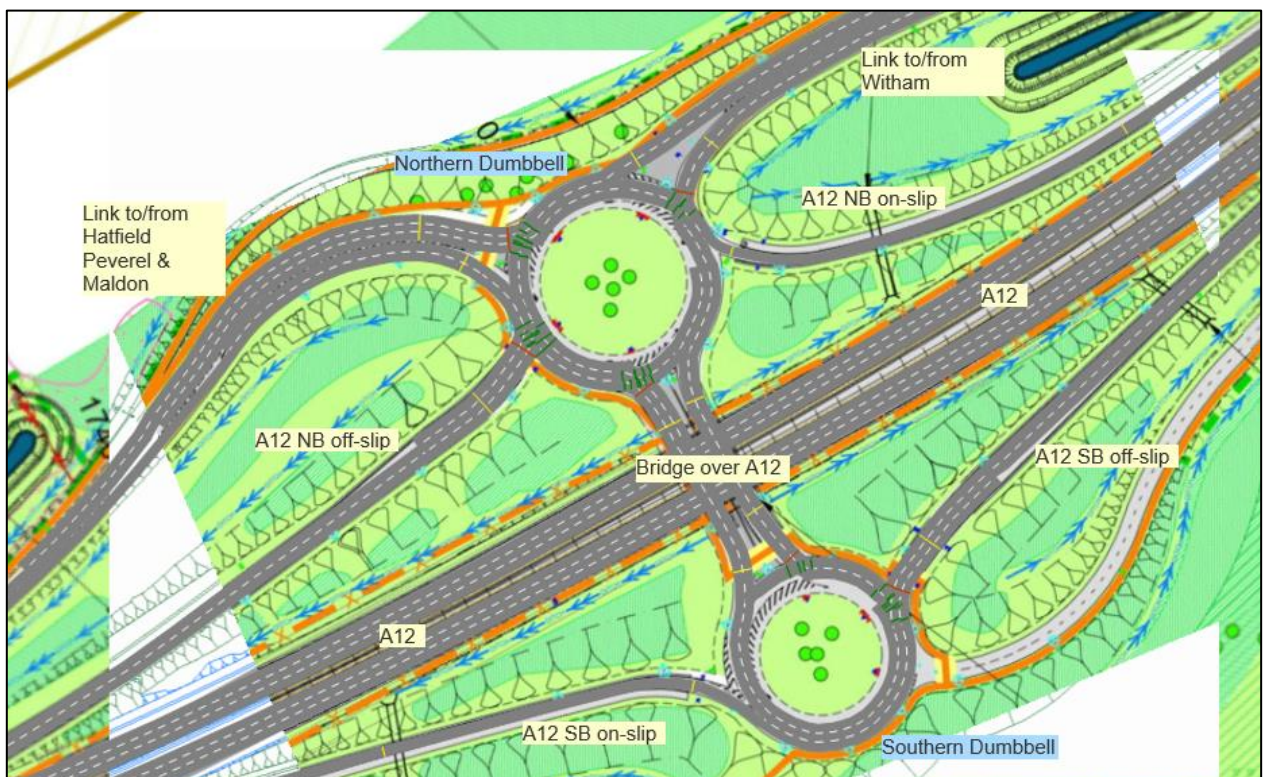 Link to/from
Witham
0
Northern Dumbbell
A12 NB on-slip
Link to/from
Hatfield
Peverel &
Maldon
A12
A12 NB off-slip
Bridge over A12
A12 SB off-slip
A12
A12 SB on-slip
Southern Dumbbell